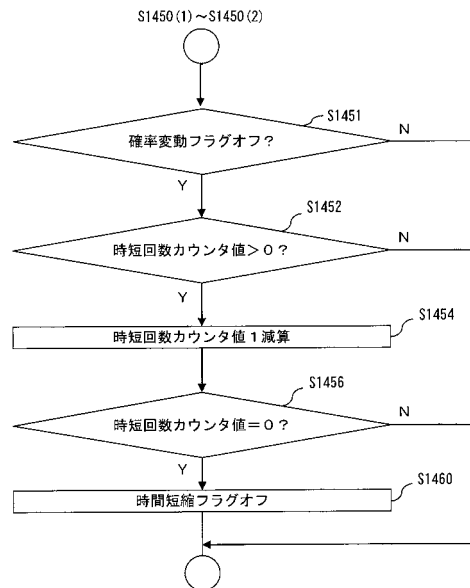 S1450(1)～S1450(2)
S1451
確率変動フラグオフ？
N
Y
S1452
時短回数カウンタ値＞０？
N
Y
S1454
時短回数カウンタ値１減算
S1456
時短回数カウンタ値＝０？
N
Y
S1460
時間短縮フラグオフ